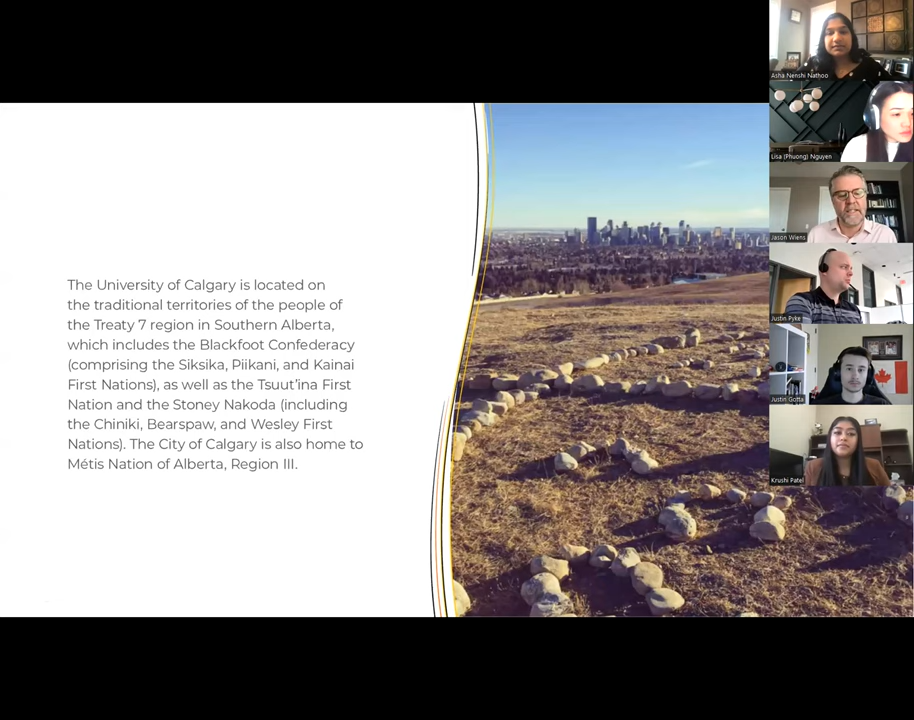 The University of Calgary is located on
the traditional territories of the people of
the Treaty 7 region in Southern Alberta,
which includes the Blackfoot Confederacy
(comprising the Siksika, Piikani, and Kainai
First Nations), as well as the Tsuut'ina First
Nation and the Stoney Nakoda (including
the Chiniki, Bearspaw, and Wesley First
Nations). The City of Calgary is also home to
Métis Nation of Alberta, Region III.
Asha Nenshi Nathoo
Lisa (Phuong) Nguyen
Jason Wiens
Justin Pyke
Justin Gotta
Krushi Patel